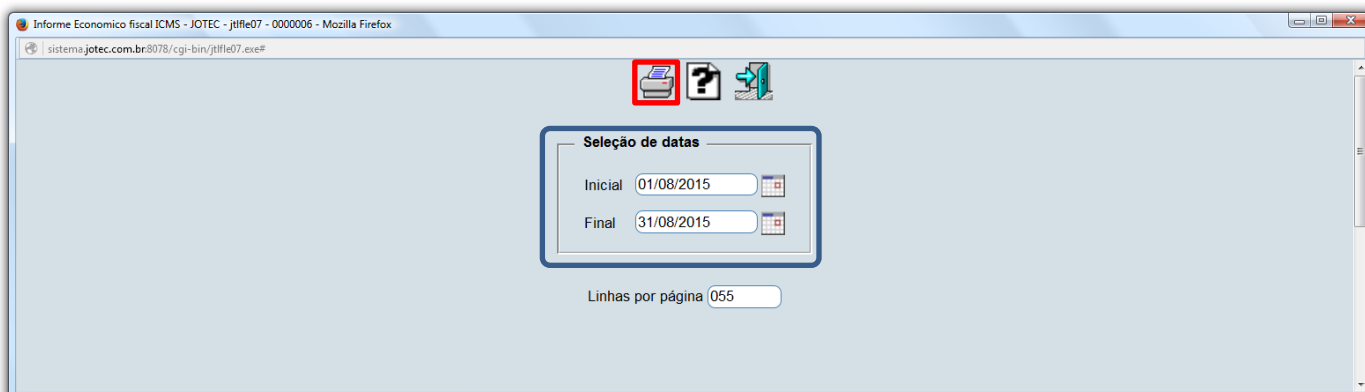 Informe Economico fiscal ICMS - JOTEC - jtlfle07 - 0000006 - Mozilla Firefox
sistema.jotec.com.br:8078/cgi-bin/jtlfle07.exe#
Seleção de datas
Inicial 01/08/2015
Final 31/08/2015
Linhas por página 055